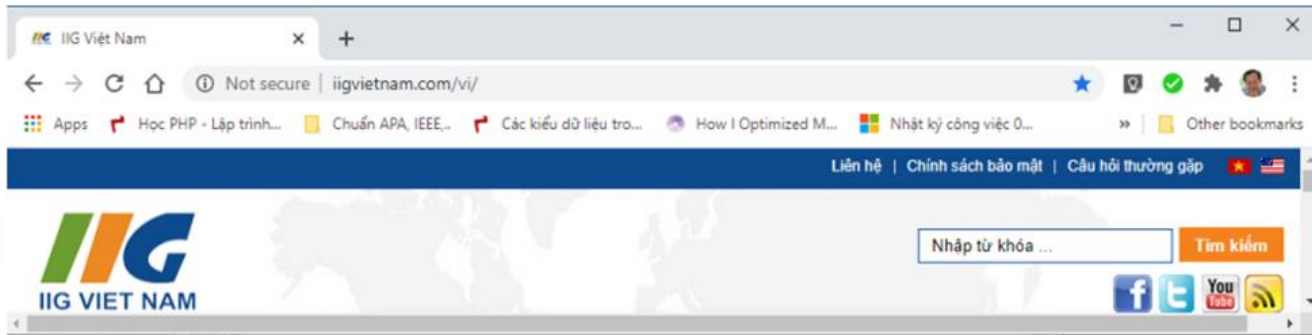 IIG Việt Nam
Not secure | iigvietnam.com/vi/
Apps Học PHP - Lập trình... Chuẩn APA, IEEE,.. Các kiểu dữ liệu tro... How I Optimized M... Nhật ký công việc 0... » Other bookmarks
Liên hệ | Chính sách bảo mật | Câu hỏi thường gặp
IIG
IIG VIET NAM
Nhập từ khóa ... Tìm kiếm
You
Tube